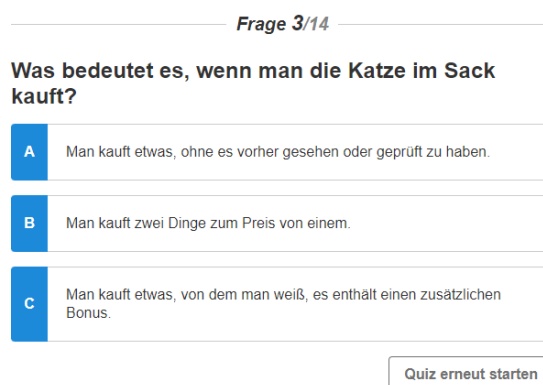 Frage 3/14
Was bedeutet es, wenn man die Katze im Sack
kauft?
A Man kauft etwas, ohne es vorher gesehen oder geprüft zu haben.
B Man kauft zwei Dinge zum Preis von einem.
C Man kauft etwas, von dem man weiß, es enthält einen zusätzlichen
Bonus.
Quiz erneut starten